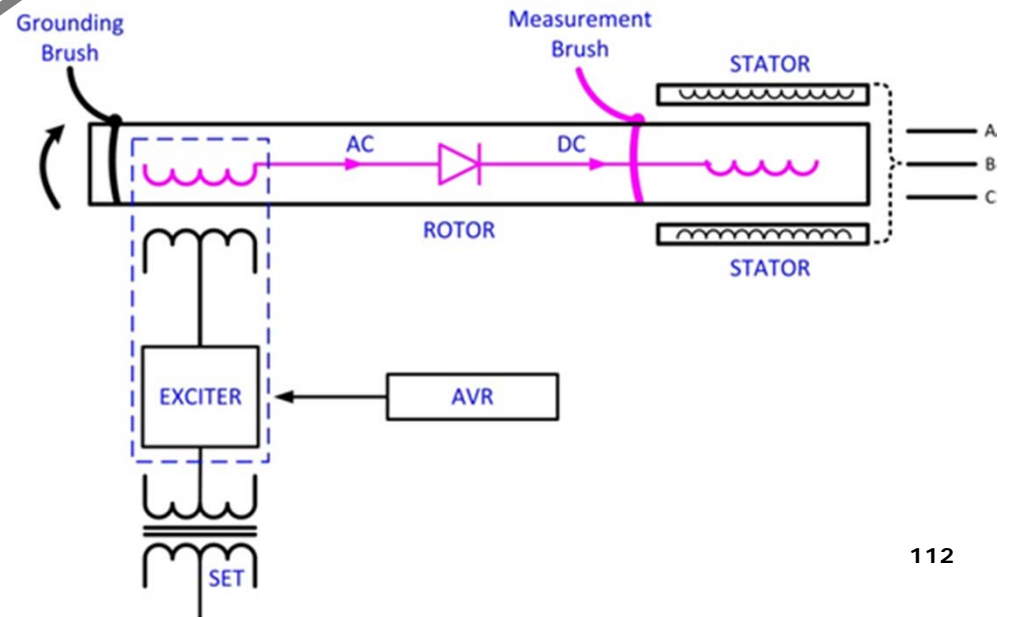 Grounding
Brush
Measurement
Brush
STATOR
AC
DC
A
B
C
ROTOR
STATOR
EXCITER
AVR
SET
112